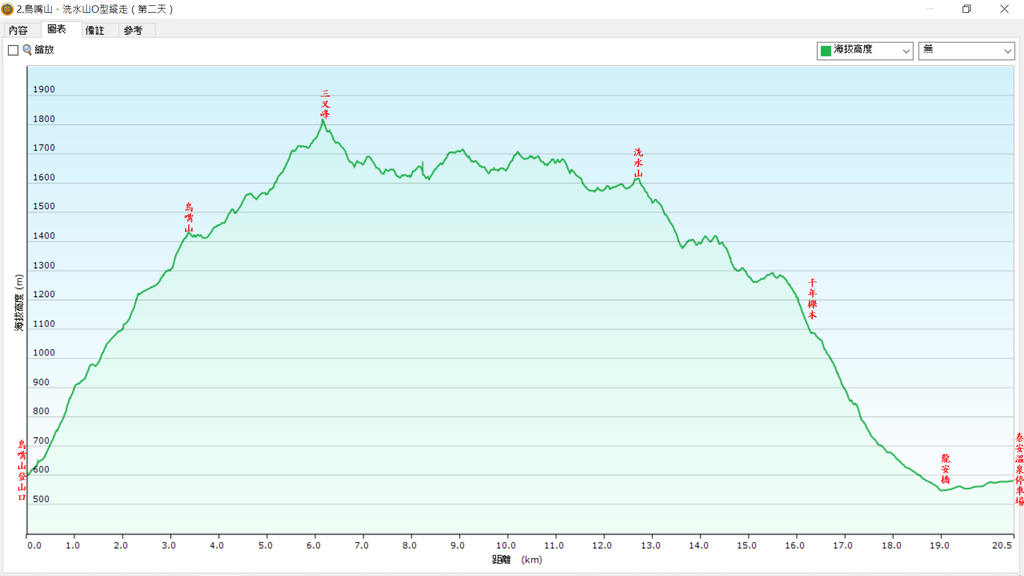 2.鳥嘴山、洗水山O型縱走 ( 第二天 )
內容 圖表 備註 參考
縮放
海拔高度
無
1900
1800
1700
1600
1500
1400
1300
1200
1100
1000
900
800
700
600
500
海拔高度 (m)
鳥嘴山登山口
鳥嘴山
三叉峰
洗水山
千年櫸木
龍安橋
泰安溫泉停車場
0.0 1.0 2.0 3.0 4.0 5.0 6.0 7.0 8.0 9.0 10.0 11.0 12.0 13.0 14.0 15.0 16.0 17.0 18.0 19.0 20.5
距離 (km)